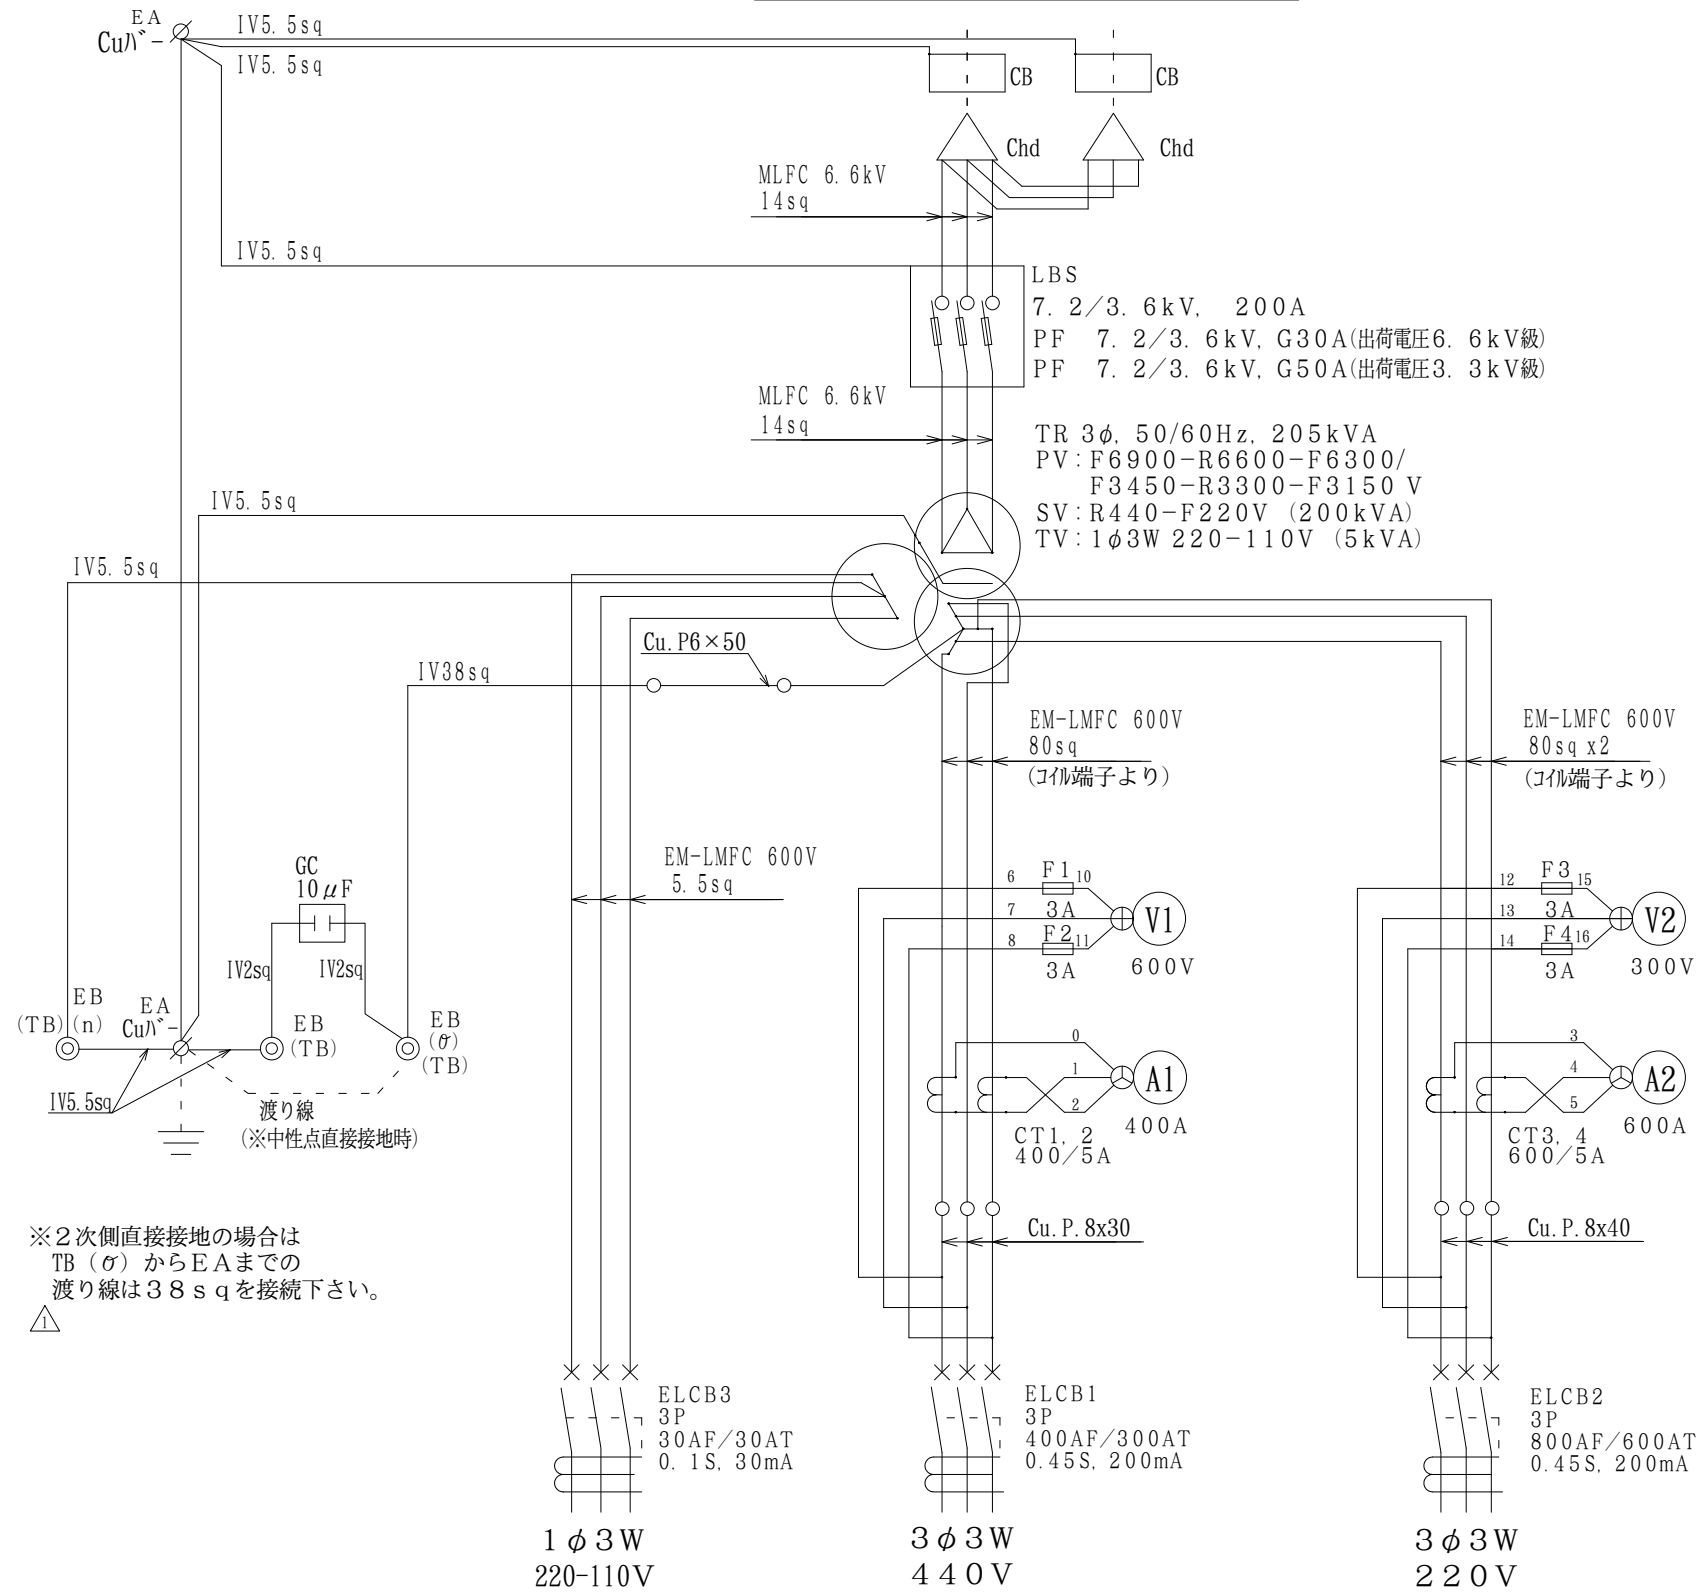 EA
Cuバー
IV5.5sq
IV5.5sq
CB
CB
Chd
Chd
MLFC 6.6kV
14sq
IV5.5sq
LBS
7.2/3.6kV, 200A
PF 7.2/3.6kV, G30A(出荷電圧6.6kV級)
PF 7.2/3.6kV, G50A(出荷電圧3.3kV級)
MLFC 6.6kV
14sq
TR 3φ, 50/60Hz, 205kVA
PV:F6900-R6600-F6300/
F3450-R3300-F3150 V
SV:R440-F220V (200kVA)
TV:1φ3W 220-110V (5kVA)
IV5.5sq
IV5.5sq
Cu.P6×50
IV38sq
EM-LMFC 600V
80sq
(コイル端子より)
EM-LMFC 600V
80sq x2
(コイル端子より)
EM-LMFC 600V
5.5sq
GC
10μF
IV2sq
IV2sq
6
F1
10
3A
7
8
F2
11
3A
V1
600V
12
F3
15
3A
13
14
F4
16
3A
V2
300V
EB
(TB)(n)
EA
Cuバー
EB
(TB)
EB
(σ)
(TB)
IV5.5sq
渡り線
(※中性点直接接地時)
0
1
2
A1
400A
CT1, 2
400/5A
3
4
5
A2
600A
CT3, 4
600/5A
Cu.P.8x30
Cu.P.8x40
※2次側直接接地の場合は
TB(σ)からEAまでの
渡り線は38sqを接続下さい。
1
ELCB3
3P
30AF/30AT
0.1S, 30mA
ELCB1
3P
400AF/300AT
0.45S, 200mA
ELCB2
3P
800AF/600AT
0.45S, 200mA
1φ3W
220-110V
3φ3W
440V
3φ3W
220V